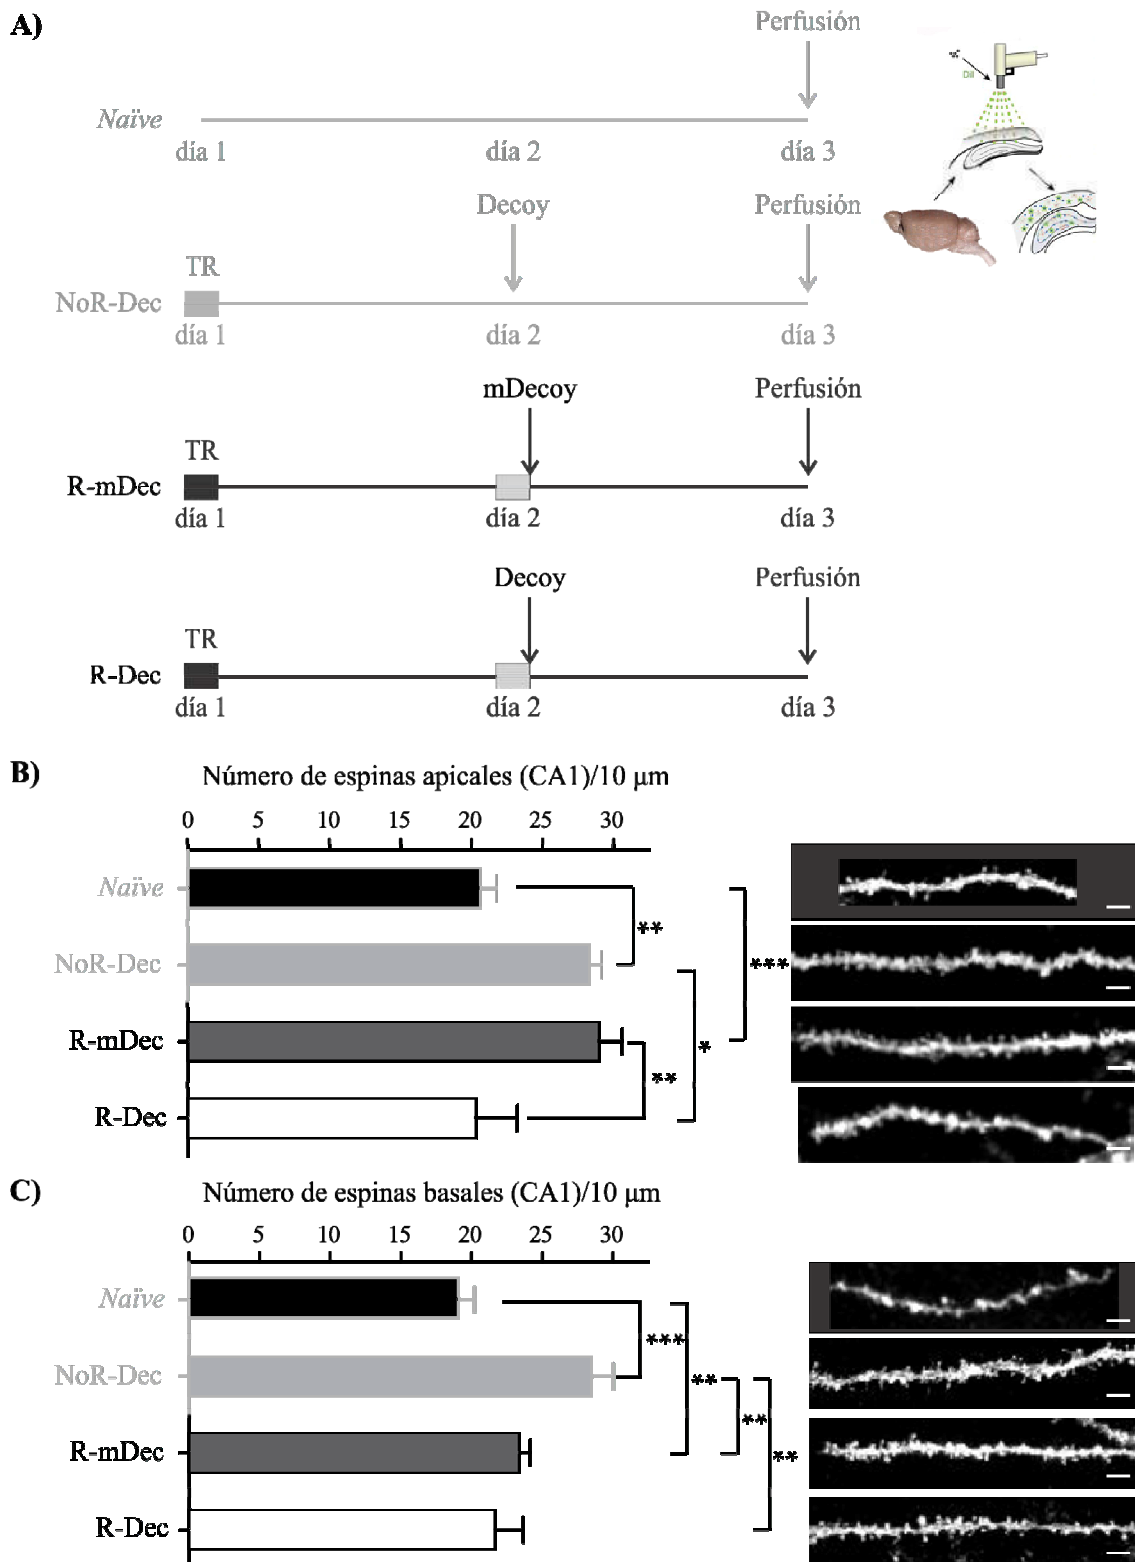 A)
Perfusión
Naïve
día 1 día 2 día 3
DiI
Decoy Perfusión
TR
NoR-Dec
día 1 día 2 día 3
mDecoy Perfusión
TR
R-mDec
día 1 día 2 día 3
Decoy Perfusión
TR
R-Dec
día 1 día 2 día 3
B)
Número de espinas apicales (CA1)/10 µm
0 5 10 15 20 25 30
Naïve
**
NoR-Dec
***
R-mDec
*
**
R-Dec
C)
Número de espinas basales (CA1)/10 µm
0 5 10 15 20 25 30
Naïve
***
NoR-Dec
**
**
R-mDec
**
R-Dec